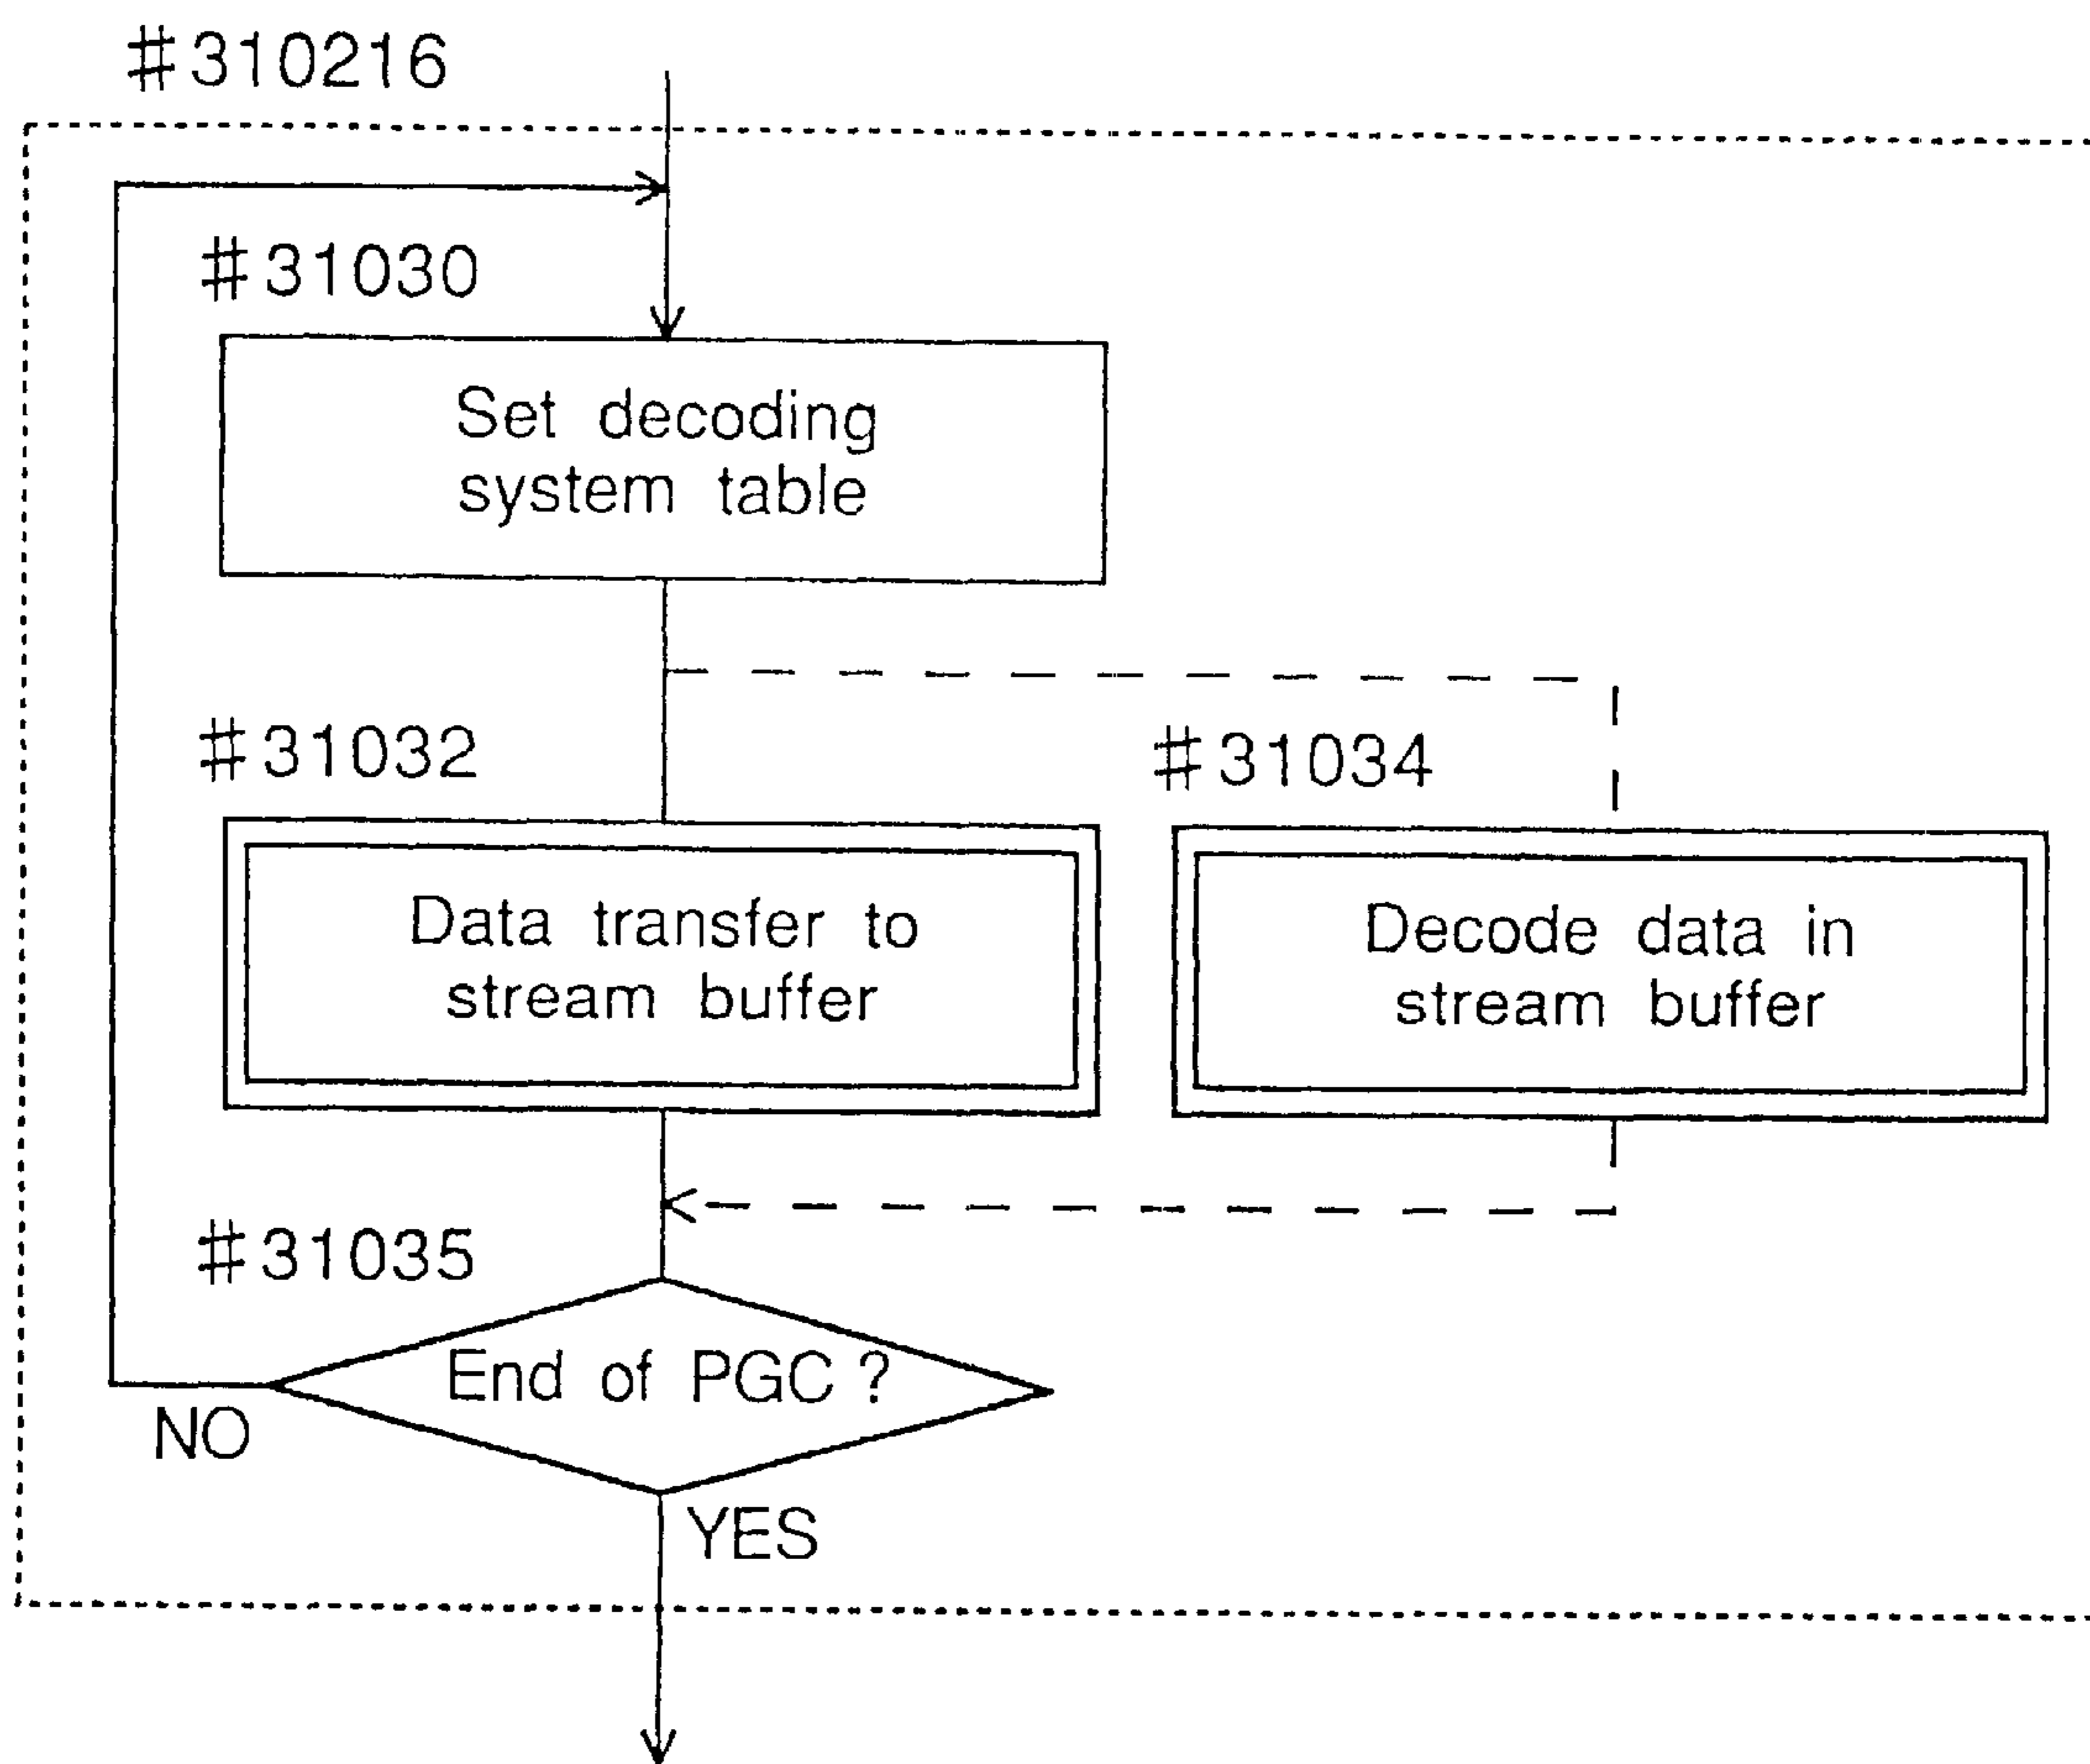 #310216
#31030
Set decoding
system table
#31032
#31034
Data transfer to
stream buffer
Decode data in
stream buffer
#31035
End of PGC ?
NO
YES